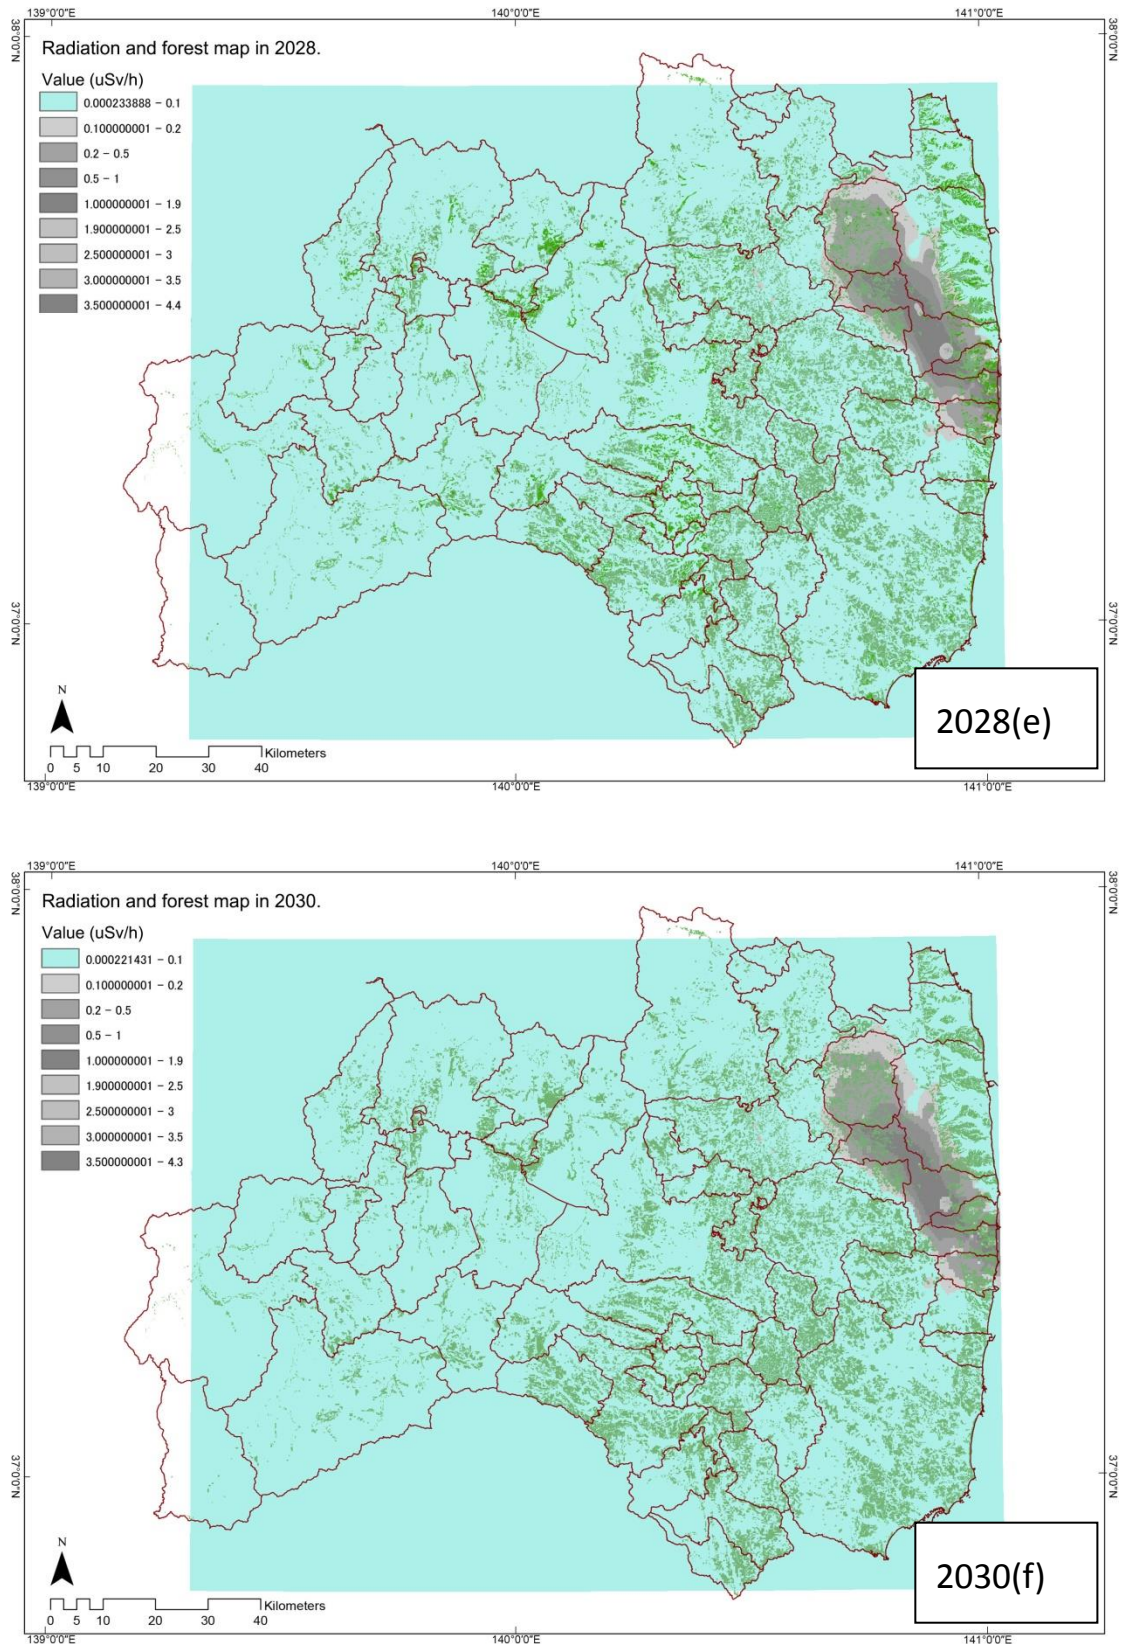 139°0'0"E 140°0'0"E 141°0'0"E
38°0'0"N 38°0'0"N
Radiation and forest map in 2028.
Value (uSv/h)
0.000233888 - 0.1
0.100000001 - 0.2
0.2 - 0.5
0.5 - 1
1.000000001 - 1.9
1.900000001 - 2.5
2.500000001 - 3
3.000000001 - 3.5
3.500000001 - 4.4
37°0'0"N 37°0'0"N
N
2028(e)
Kilometers
0 5 10 20 30 40
139°0'0"E 140°0'0"E 141°0'0"E
139°0'0"E 140°0'0"E 141°0'0"E
38°0'0"N 38°0'0"N
Radiation and forest map in 2030.
Value (uSv/h)
0.000221431 - 0.1
0.100000001 - 0.2
0.2 - 0.5
0.5 - 1
1.000000001 - 1.9
1.900000001 - 2.5
2.500000001 - 3
3.000000001 - 3.5
3.500000001 - 4.3
37°0'0"N 37°0'0"N
N
2030(f)
Kilometers
0 5 10 20 30 40
139°0'0"E 140°0'0"E 141°0'0"E